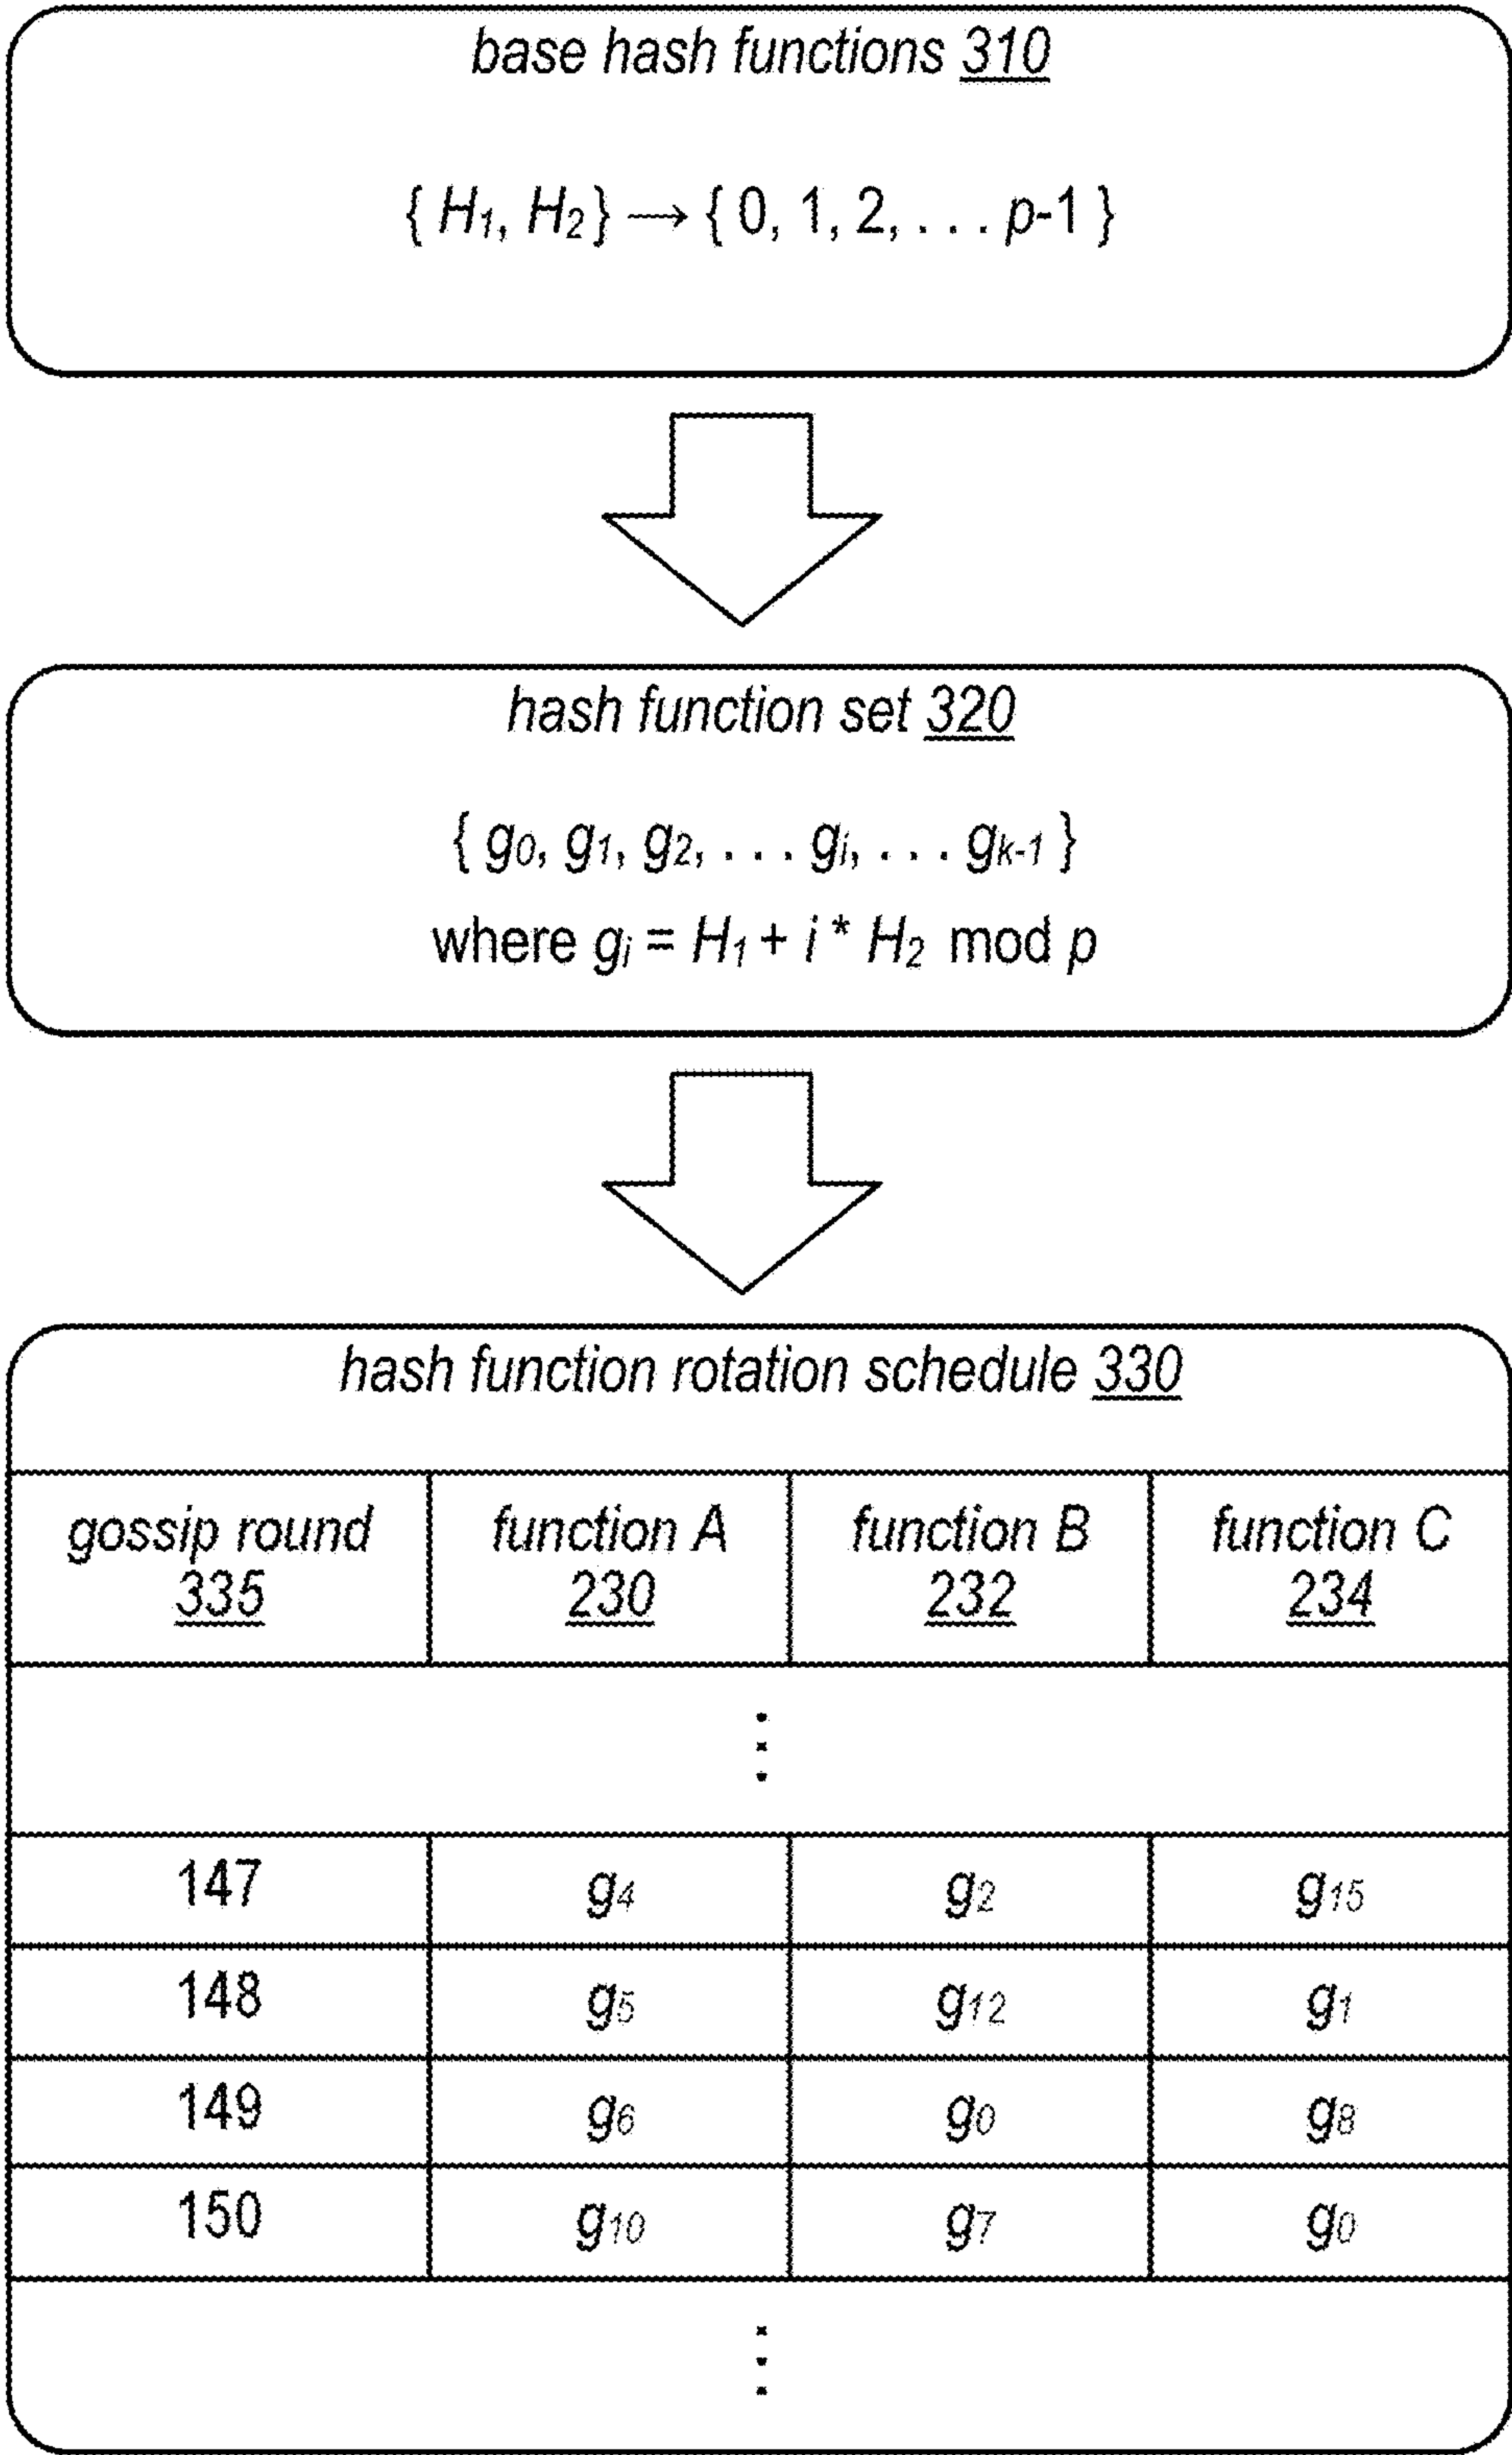 base hash functions 310
{ H1, H2 } → { 0, 1, 2, . . . p-1 }
hash function set 320
{ g0, g1, g2, . . . gi, . . . gk-1 }
where gi = H1 + i * H2 mod p
hash function rotation schedule 330
gossip round 335 function A 230 function B 232 function C 234
147 g4 g2 g15
148 g5 g12 g1
149 g6 g0 g8
150 g10 g7 g0